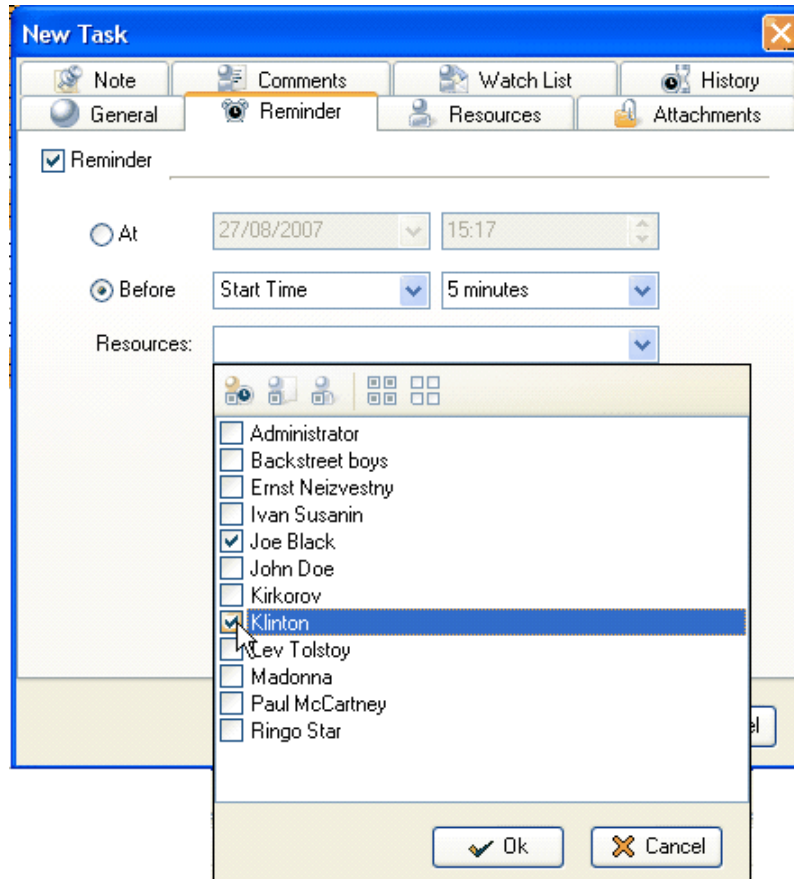 New Task
Note Comments Watch List History
General Reminder Resources Attachments
Reminder
At 27/08/2007 15:17
Before Start Time 5 minutes
Resources:
Administrator
Backstreet boys
Ernst Neizvestny
Ivan Susanin
Joe Black
John Doe
Kirkorov
Klinton
Lev Tolstoy
Madonna
Paul McCartney
Ringo Star
Ok Cancel